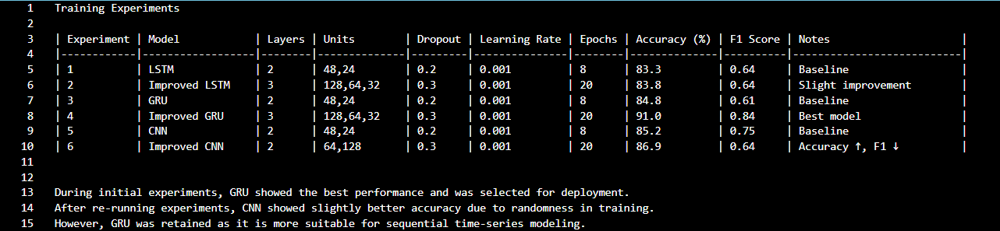 1 Training Experiments
2
3 | Experiment | Model           | Layers | Units       | Dropout | Learning Rate | Epochs | Accuracy (%) | F1 Score | Notes                     |
4 |------------|-----------------|--------|-------------|---------|---------------|--------|--------------|----------|---------------------------|
5 | 1          | LSTM            | 2      | 48,24       | 0.2     | 0.001         | 8      | 83.3         | 0.64     | Baseline                  |
6 | 2          | Improved LSTM   | 3      | 128,64,32   | 0.3     | 0.001         | 20     | 83.8         | 0.64     | Slight improvement        |
7 | 3          | GRU             | 2      | 48,24       | 0.2     | 0.001         | 8      | 84.8         | 0.61     | Baseline                  |
8 | 4          | Improved GRU    | 3      | 128,64,32   | 0.3     | 0.001         | 20     | 91.0         | 0.84     | Best model                |
9 | 5          | CNN             | 2      | 48,24       | 0.2     | 0.001         | 8      | 85.2         | 0.75     | Baseline                  |
10 | 6          | Improved CNN    | 2      | 64,128      | 0.3     | 0.001         | 20     | 86.9         | 0.64     | Accuracy ↑, F1 ↓          |
11
12
13 During initial experiments, GRU showed the best performance and was selected for deployment.
14 After re-running experiments, CNN showed slightly better accuracy due to randomness in training.
15 However, GRU was retained as it is more suitable for sequential time-series modeling.